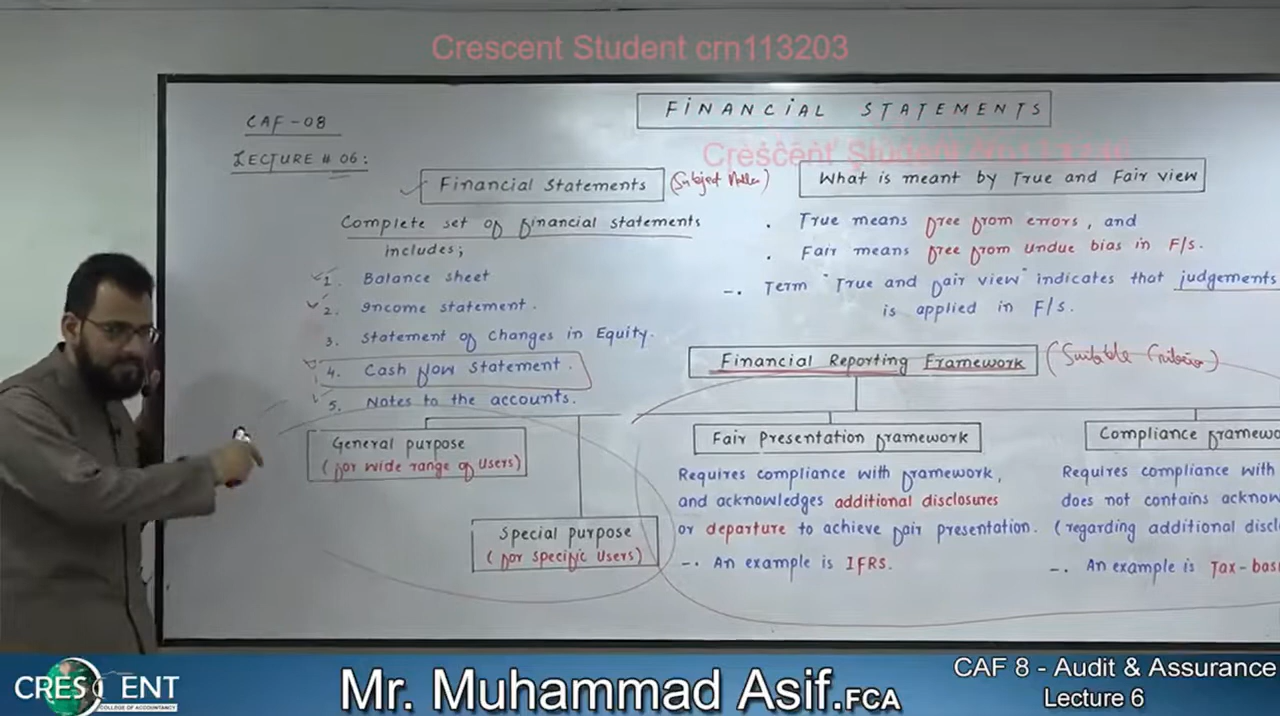 Crescent Student crn113203
CAF-08
LECTURE # 06:
FINANCIAL STATEMENTS
Financial Statements
(Subject Matter)
Complete set of financial statements
includes;
1. Balance sheet
2. Income statement.
3. Statement of changes in Equity.
4. Cash flow statement.
5. Notes to the accounts.
What is meant by True and Fair view
. True means free from errors, and
. Fair means free from undue bias in F/s.
-. Term "True and fair view" indicates that judgements
is applied in F/s.
Financial Reporting Framework
(Suitable Criteria)
General purpose
(for wide range of users)
Special purpose
(for specific users)
Fair Presentation framework
Requires compliance with framework,
and acknowledges additional disclosures
or departure to achieve fair presentation.
-. An example is IFRS.
Compliance framewo
Requires compliance with
does not contains acknow
(regarding additional discl
-. An example is Tax-bas
CRESCENT
COLLEGE OF ACCOUNTANCY
Mr. Muhammad Asif.FCA
CAF 8 - Audit & Assurance
Lecture 6